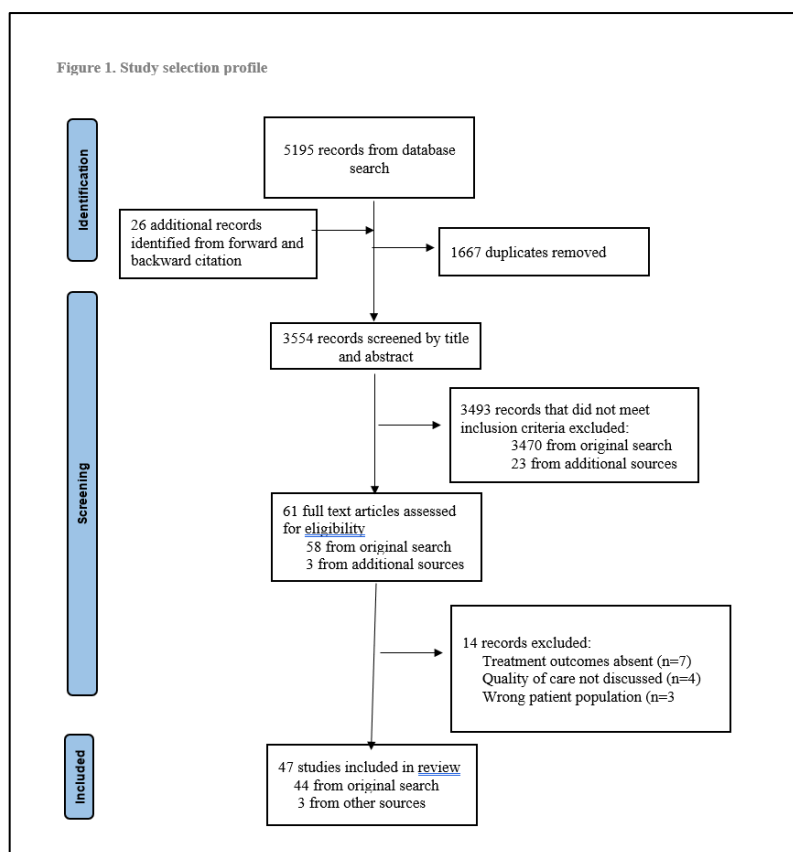 Figure 1. Study selection profile
Identification
5195 records from database
search
26 additional records
identified from forward and
backward citation
1667 duplicates removed
Screening
3554 records screened by title
and abstract
3493 records that did not meet
inclusion criteria excluded:
3470 from original search
23 from additional sources
61 full text articles assessed
for eligibility
58 from original search
3 from additional sources
14 records excluded:
Treatment outcomes absent (n=7)
Quality of care not discussed (n=4)
Wrong patient population (n=3
Included
47 studies included in review
44 from original search
3 from other sources